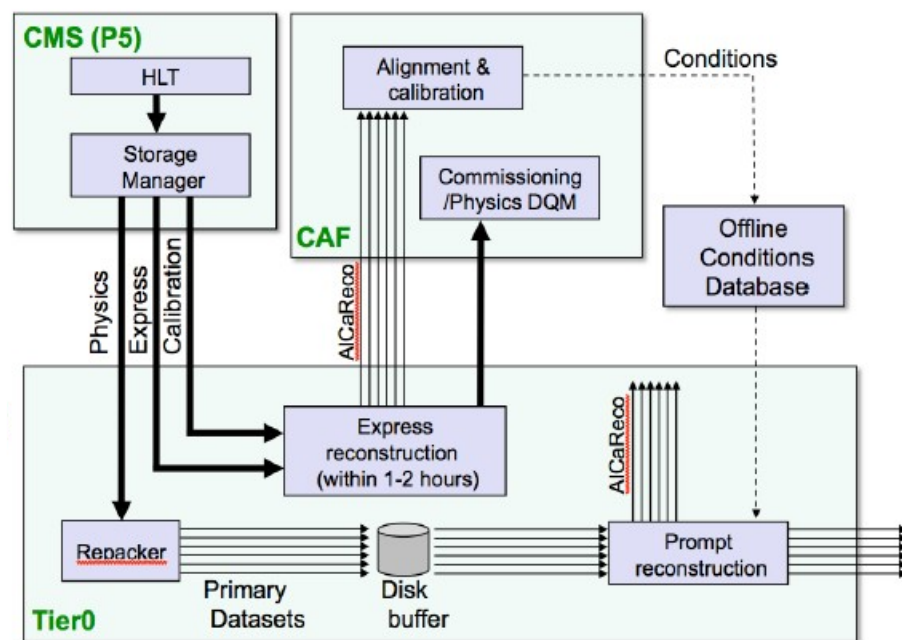 CMS (P5)
HLT
Storage
Manager
Physics
Express
Calibration
Alignment &
calibration
Commissioning
/Physics DQM
CAF
Conditions
Offline
Conditions
Database
AlCaReco
Express
reconstruction
(within 1-2 hours)
AlCaReco
Repacker
Primary
Datasets
Disk
buffer
Prompt
reconstruction
Tier0